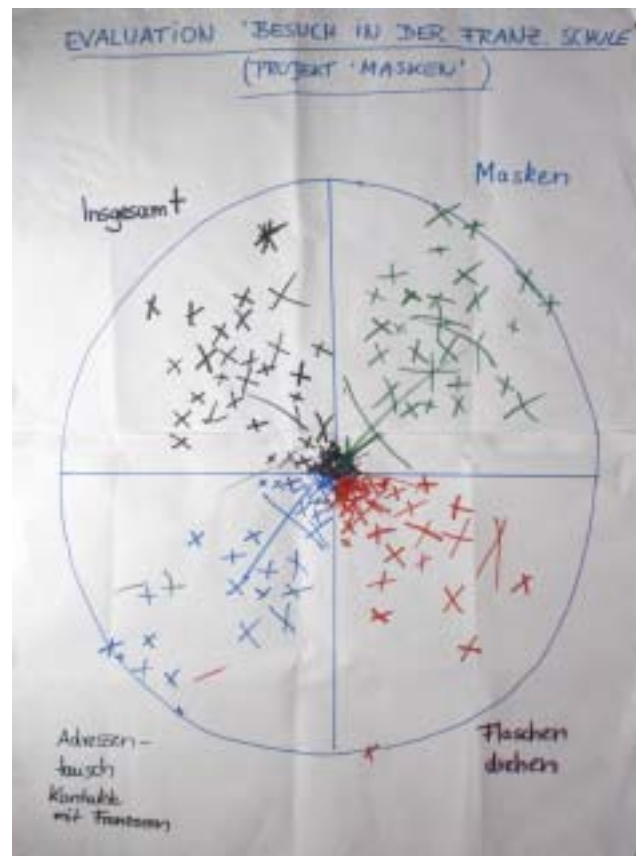 EVALUATION "BESUCH IN DER FRANZ. SCHULE"
(PROJEKT 'MASKEN')
Insgesamt
Masken
Adressen-
tausch
Kontakte
mit Franzosen
Flaschen
drehen